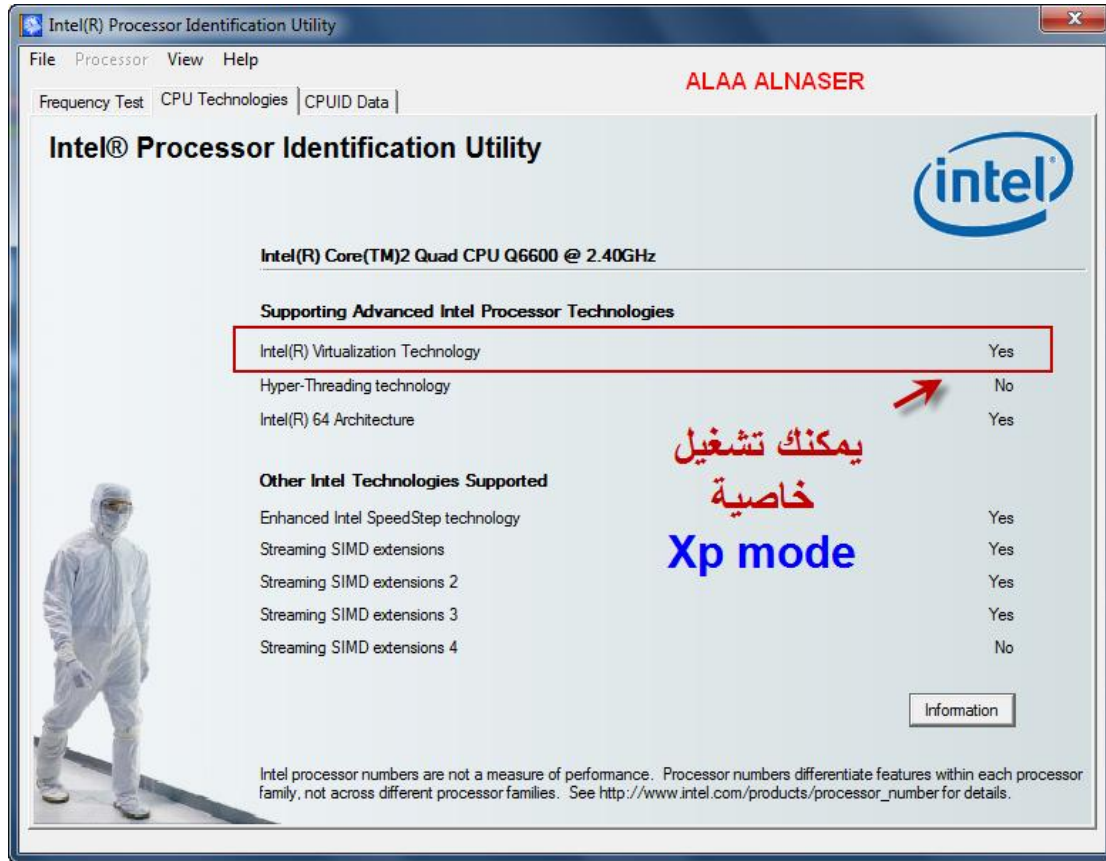 Intel(R) Processor Identification Utility
X
File Processor View Help
ALAA ALNASER
Frequency Test CPU Technologies CPUID Data
Intel® Processor Identification Utility
intel
Intel(R) Core(TM)2 Quad CPU Q6600 @ 2.40GHz
Supporting Advanced Intel Processor Technologies
Intel(R) Virtualization Technology Yes
Hyper-Threading technology No
Intel(R) 64 Architecture Yes
يمكنك تشغيل
خاصية
Xp mode
Other Intel Technologies Supported
Enhanced Intel SpeedStep technology Yes
Streaming SIMD extensions Yes
Streaming SIMD extensions 2 Yes
Streaming SIMD extensions 3 Yes
Streaming SIMD extensions 4 No
Information
Intel processor numbers are not a measure of performance. Processor numbers differentiate features within each processor
family, not across different processor families. See http://www.intel.com/products/processor_number for details.